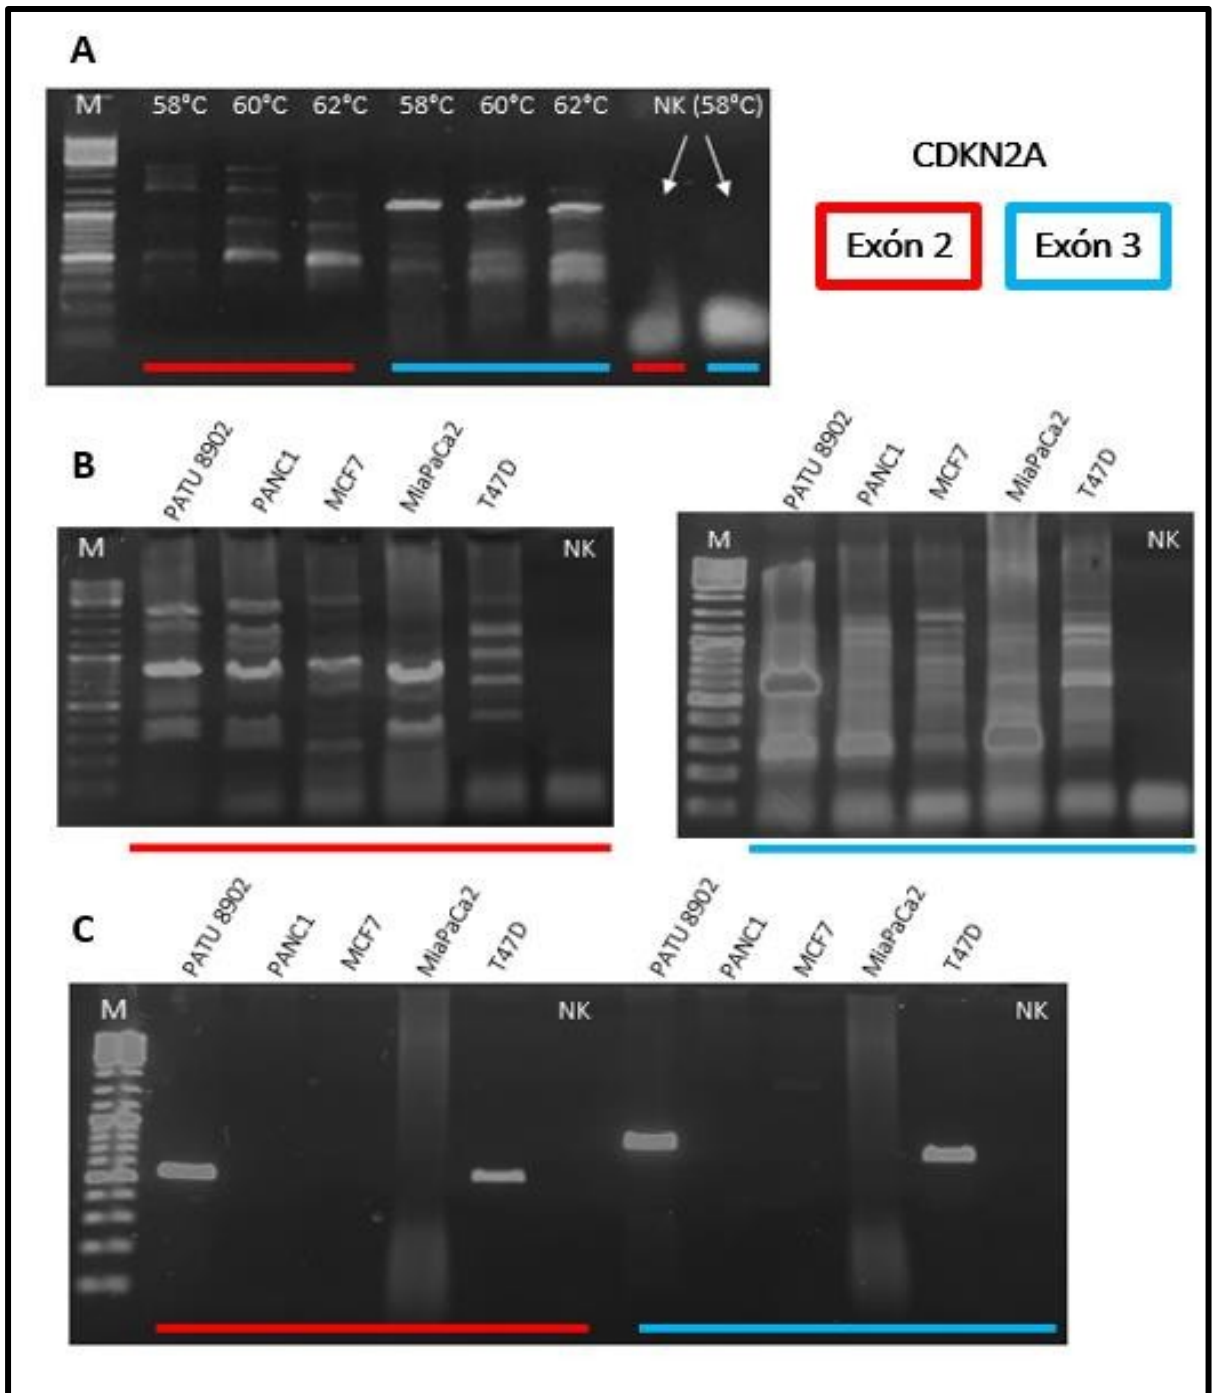 A
M 58°C 60°C 62°C 58°C 60°C 62°C NK (58°C)
CDKN2A
Exón 2 Exón 3
B
PATU 8902 PANC1 MCF7 MiaPaCa2 T47D
M NK
PATU 8902 PANC1 MCF7 MiaPaCa2 T47D
M NK
C
PATU 8902 PANC1 MCF7 MiaPaCa2 T47D PATU 8902 PANC1 MCF7 MiaPaCa2 T47D
M NK NK